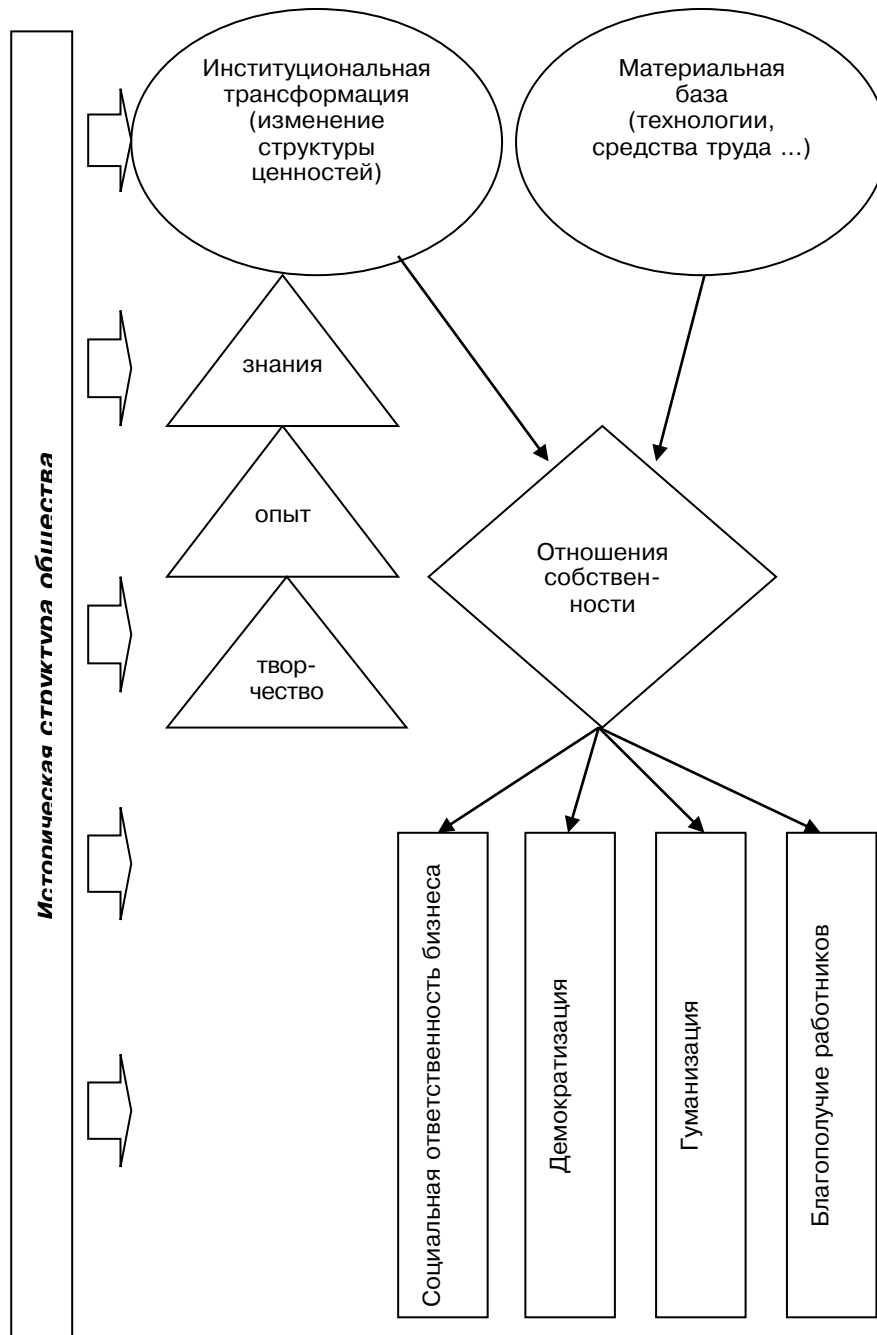 Историческая структура общества
Институциональная
трансформация
(изменение
структуры
ценностей)
Материальная
база
(технологии,
средства труда ...)
знания
опыт
твор-
чество
Отношения
собствен-
ности
Социальная ответственность бизнеса
Демократизация
Гуманизация
Благополучие работников